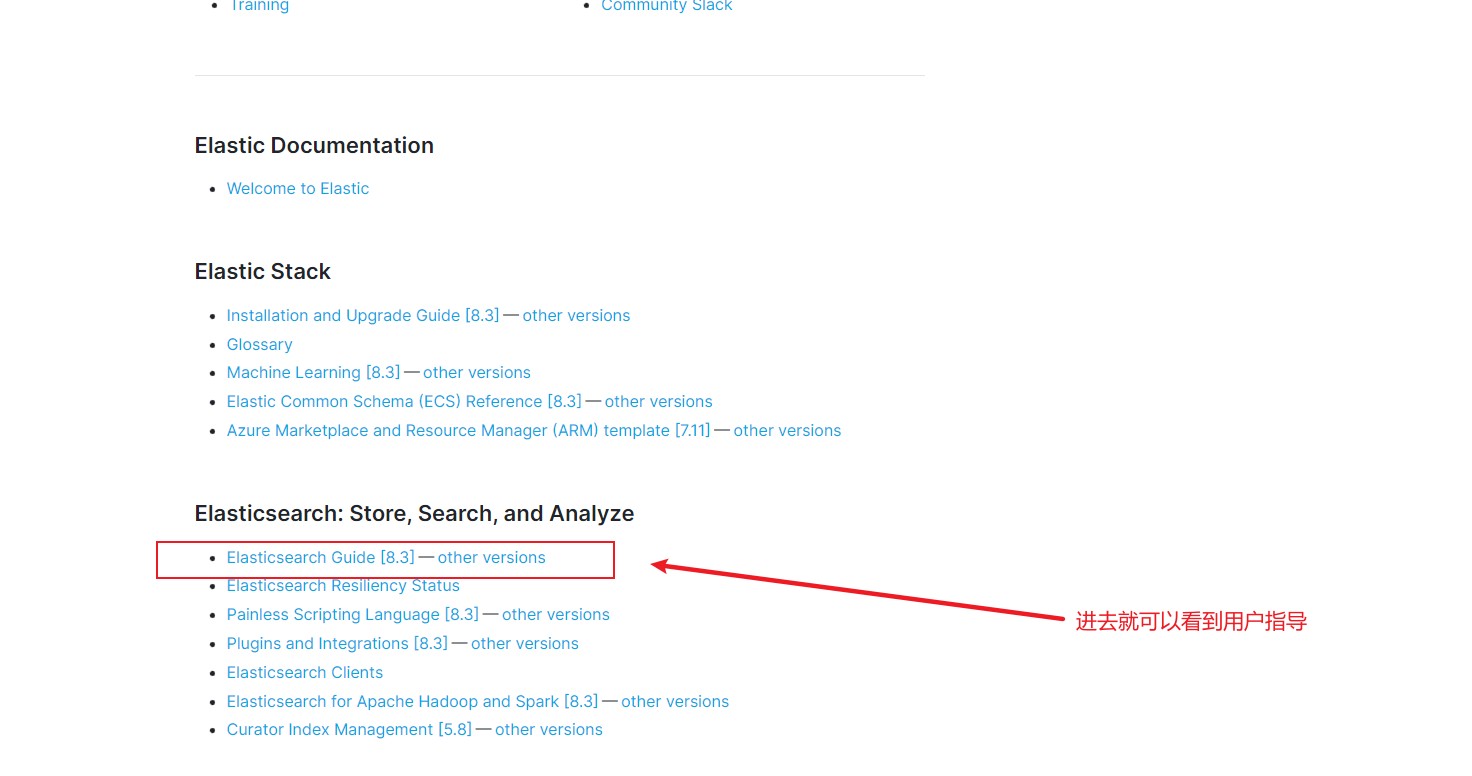 Training
Community Slack
Elastic Documentation
Welcome to Elastic
Elastic Stack
Installation and Upgrade Guide [8.3] — other versions
Glossary
Machine Learning [8.3] — other versions
Elastic Common Schema (ECS) Reference [8.3] — other versions
Azure Marketplace and Resource Manager (ARM) template [7.11] — other versions
Elasticsearch: Store, Search, and Analyze
Elasticsearch Guide [8.3] — other versions
Elasticsearch Resiliency Status
Painless Scripting Language [8.3] — other versions
进去就可以看到用户指导
Plugins and Integrations [8.3] — other versions
Elasticsearch Clients
Elasticsearch for Apache Hadoop and Spark [8.3] — other versions
Curator Index Management [5.8] — other versions